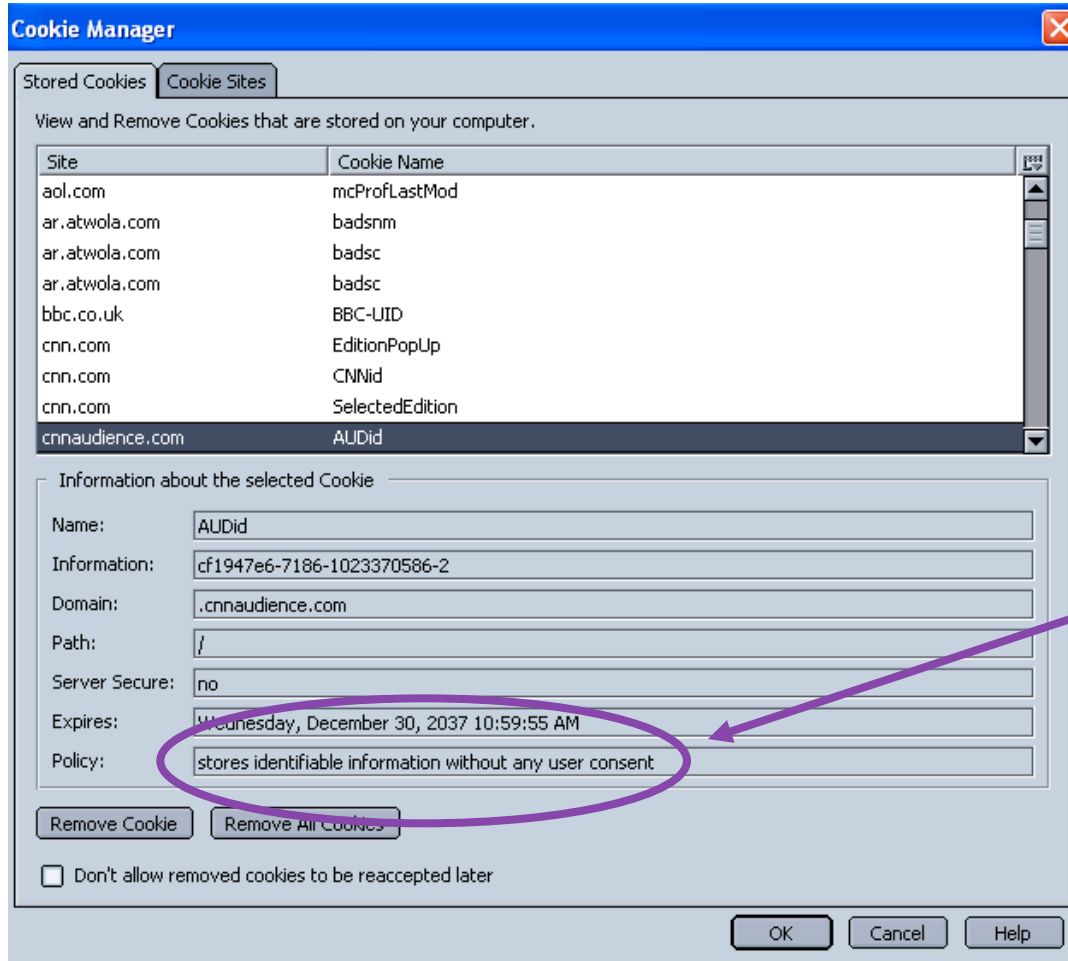 Cookie Manager
Stored Cookies Cookie Sites
View and Remove Cookies that are stored on your computer.
Site Cookie Name
aol.com mcProfLastMod
ar.atwola.com badsnm
ar.atwola.com badsc
ar.atwola.com badsc
bbc.co.uk BBC-UID
cnn.com EditionPopUp
cnn.com CNNid
cnn.com SelectedEdition
cnnaudience.com AUDid
Information about the selected Cookie
Name: AUDid
Information: cf1947e6-7186-1023370586-2
Domain: .cnnaudience.com
Path: /
Server Secure: no
Expires: Wednesday, December 30, 2037 10:59:55 AM
Policy: stores identifiable information without any user consent
Remove Cookie Remove All Cookies
Don't allow removed cookies to be reaccepted later
OK Cancel Help